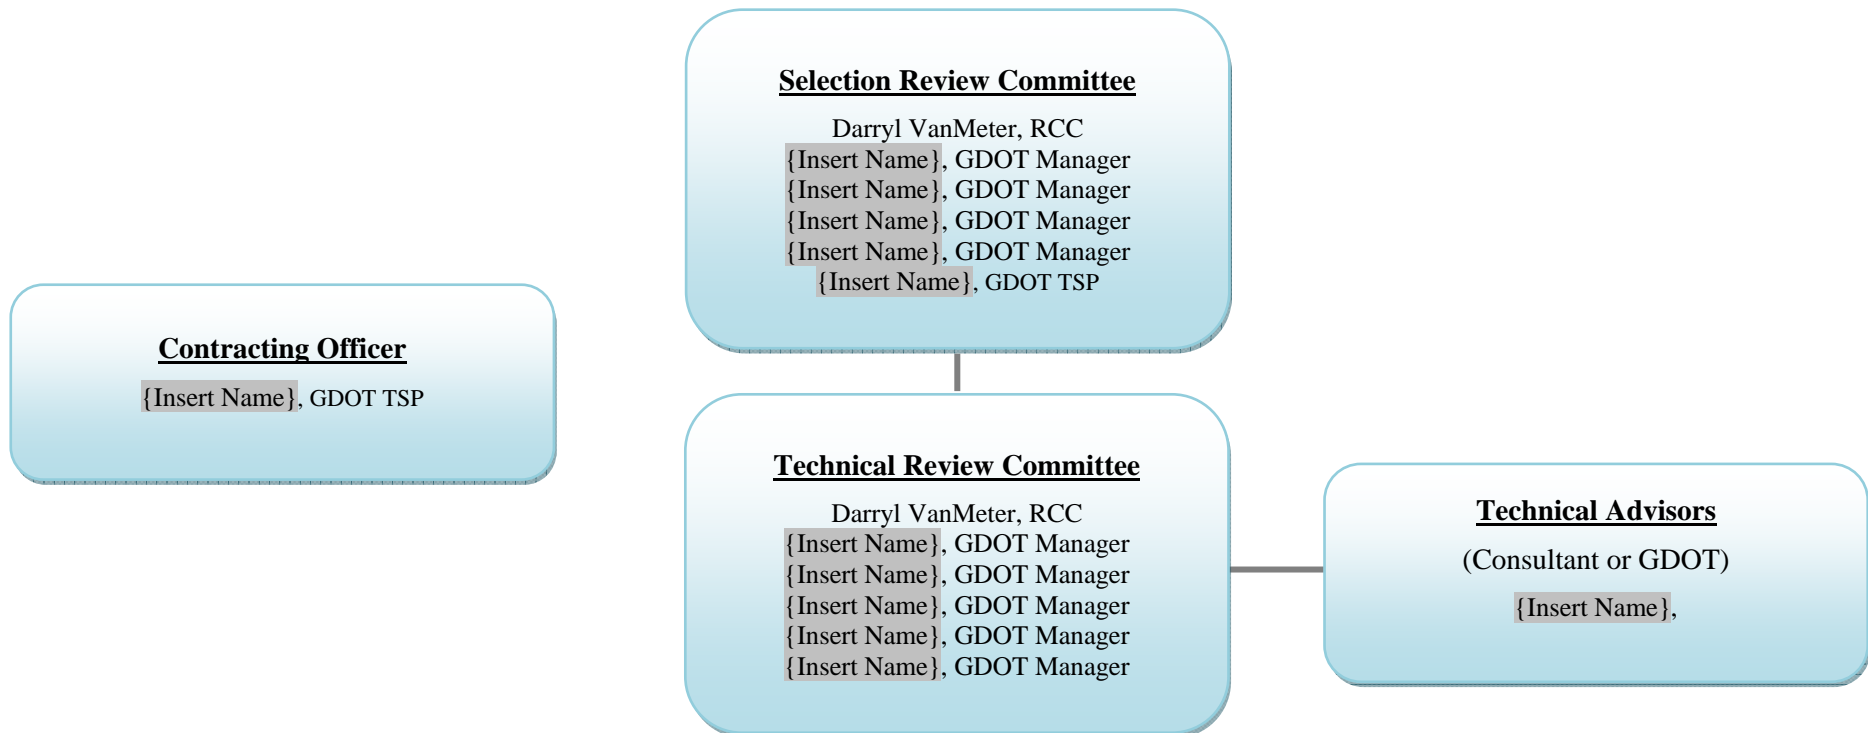 Selection Review Committee
Darryl VanMeter, RCC
{Insert Name}, GDOT Manager
{Insert Name}, GDOT Manager
{Insert Name}, GDOT Manager
{Insert Name}, GDOT Manager
{Insert Name}, GDOT TSP
Contracting Officer
{Insert Name}, GDOT TSP
Technical Review Committee
Darryl VanMeter, RCC
{Insert Name}, GDOT Manager
{Insert Name}, GDOT Manager
{Insert Name}, GDOT Manager
{Insert Name}, GDOT Manager
{Insert Name}, GDOT Manager
Technical Advisors
(Consultant or GDOT)
{Insert Name},